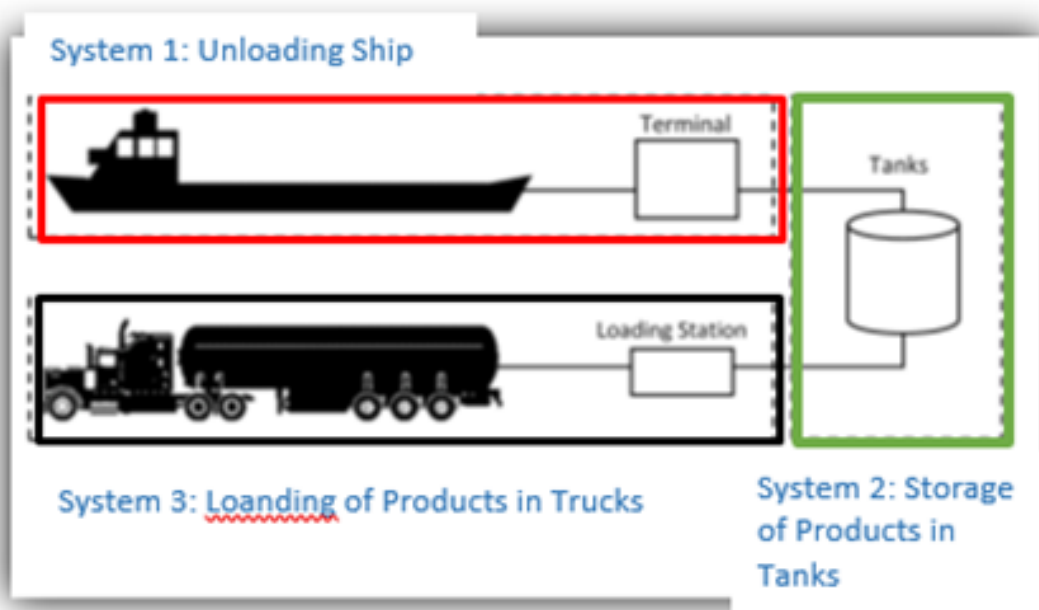 System 1: Unloading Ship
Terminal
Tanks
Loading Station
System 3: Loanding of Products in Trucks
System 2: Storage
of Products in
Tanks